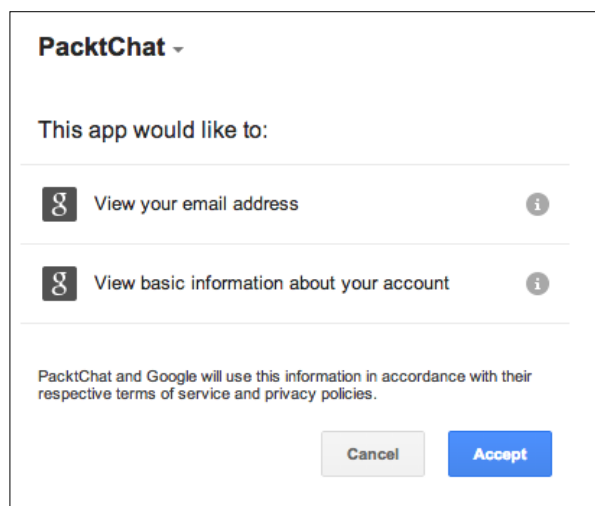 PacktChat
This app would like to:
g View your email address i
g View basic information about your account i
PacktChat and Google will use this information in accordance with their
respective terms of service and privacy policies.
Cancel Accept